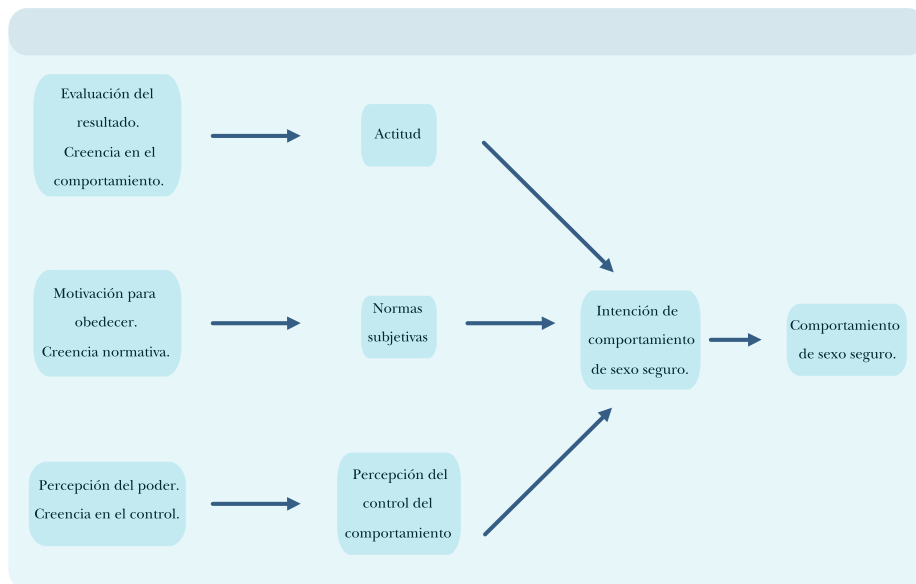 Evaluación del
resultado.
Creencia en el
comportamiento.
Actitud
Motivación para
obedecer.
Creencia normativa.
Normas
subjetivas
Intención de
comportamiento
de sexo seguro.
Comportamiento
de sexo seguro.
Percepción del poder.
Creencia en el control.
Percepción del
control del
comportamiento